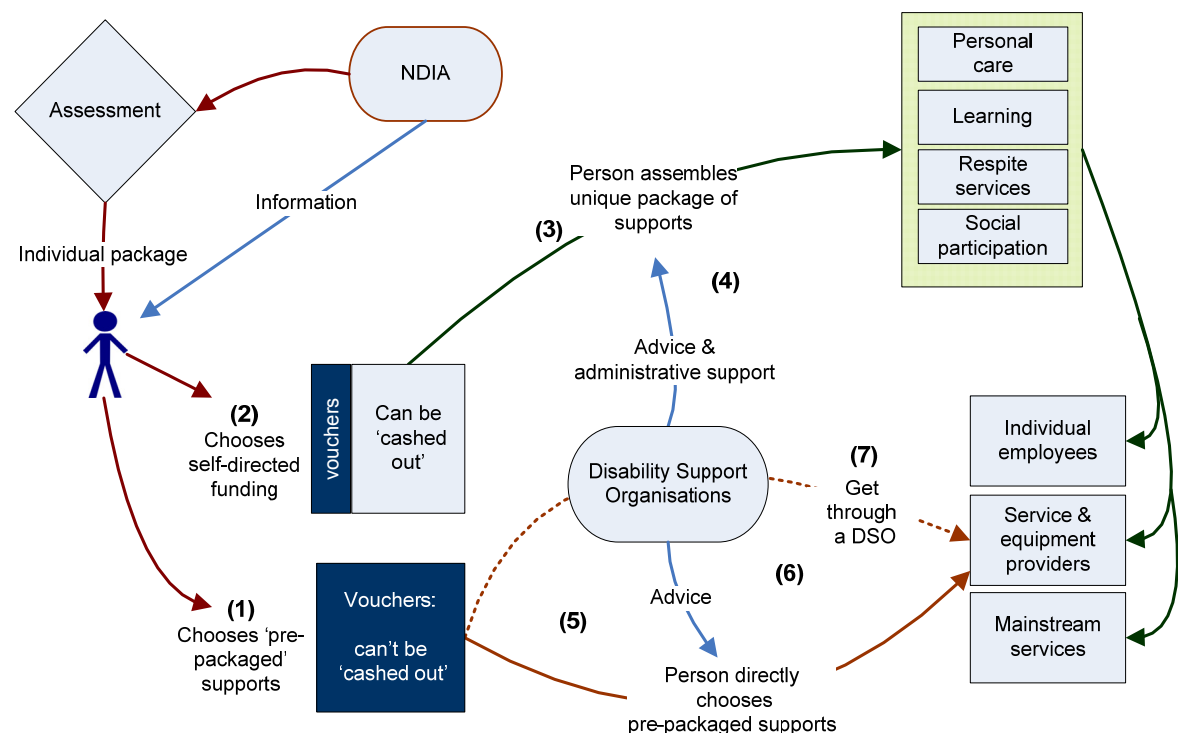 NDIA
Assessment
Information
Individual package
Personal
care
Learning
Respite
services
Social
participation
Person assembles
unique package of
supports
(3)
(4)
Advice &
administrative support
(2)
Chooses
self-directed
funding
vouchers
Can be
‘cashed
out’
Disability Support
Organisations
(7)
Get
through
a DSO
Individual
employees
Service &
equipment
providers
Mainstream
services
(1)
Chooses ‘pre-
packaged’
supports
Vouchers:
can’t be
‘cashed out’
(5)
(6)
Advice
Person directly
chooses
pre-packaged supports